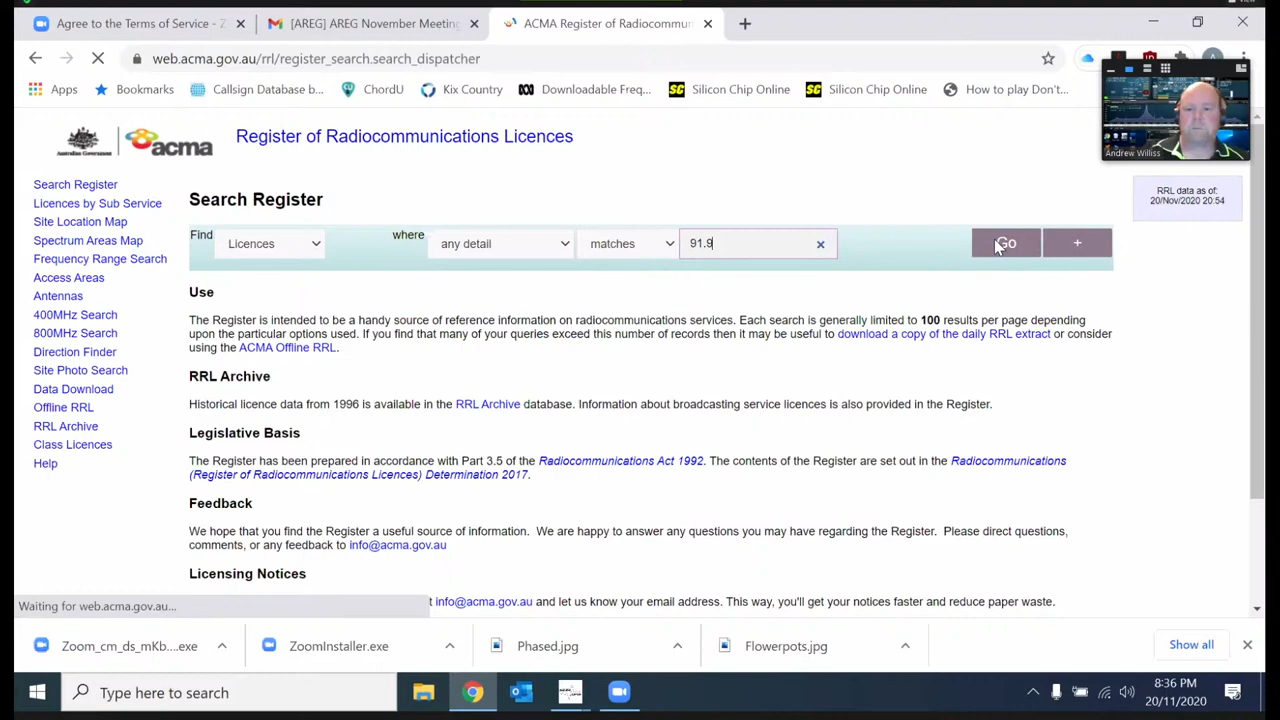 View
Agree to the Terms of Service - Z
[AREG] AREG November Meeting
ACMA Register of Radiocommun
web.acma.gov.au/rrl/register_search.search_dispatcher
Apps
Bookmarks
Callsign Database b...
ChordU
Kix Country
Downloadable Freq...
Silicon Chip Online
Silicon Chip Online
How to play Don't...
Andrew Williss
Australian Government
acma
Register of Radiocommunications Licences
RRL data as of:
20/Nov/2020 20:54
Search Register
Licences by Sub Service
Site Location Map
Spectrum Areas Map
Frequency Range Search
Access Areas
Antennas
400MHz Search
800MHz Search
Direction Finder
Site Photo Search
Data Download
Offline RRL
RRL Archive
Class Licences
Help
Search Register
Find Licences where any detail matches 91.9 Go +
Use
The Register is intended to be a handy source of reference information on radiocommunications services. Each search is generally limited to 100 results per page depending
upon the particular options used. If you find that many of your queries exceed this number of records then it may be useful to download a copy of the daily RRL extract or consider
using the ACMA Offline RRL.
RRL Archive
Historical licence data from 1996 is available in the RRL Archive database. Information about broadcasting service licences is also provided in the Register.
Legislative Basis
The Register has been prepared in accordance with Part 3.5 of the Radiocommunications Act 1992. The contents of the Register are set out in the Radiocommunications
(Register of Radiocommunications Licences) Determination 2017.
Feedback
We hope that you find the Register a useful source of information. We are happy to answer any questions you may have regarding the Register. Please direct questions,
comments, or any feedback to info@acma.gov.au
Licensing Notices
t info@acma.gov.au and let us know your email address. This way, you'll get your notices faster and reduce paper waste.
Waiting for web.acma.gov.au...
Zoom_cm_ds_mKb....exe
ZoomInstaller.exe
Phased.jpg
Flowerpots.jpg
Show all
Type here to search
8:36 PM
20/11/2020